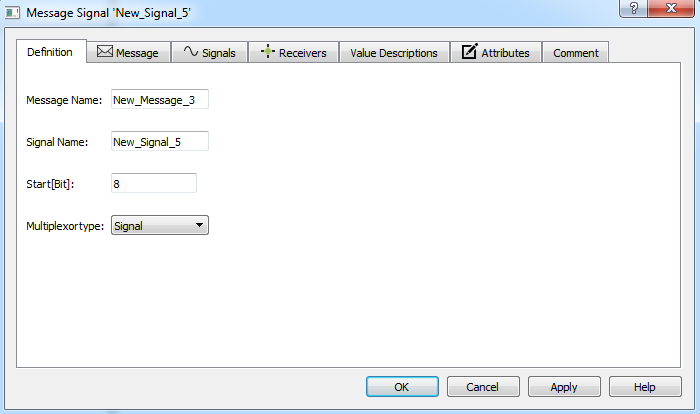 Message Signal 'New_Signal_5'
Definition Message Signals Receivers Value Descriptions Attributes Comment
Message Name: New_Message_3
Signal Name: New_Signal_5
Start[Bit]: 8
Multiplexortype: Signal
OK Cancel Apply Help